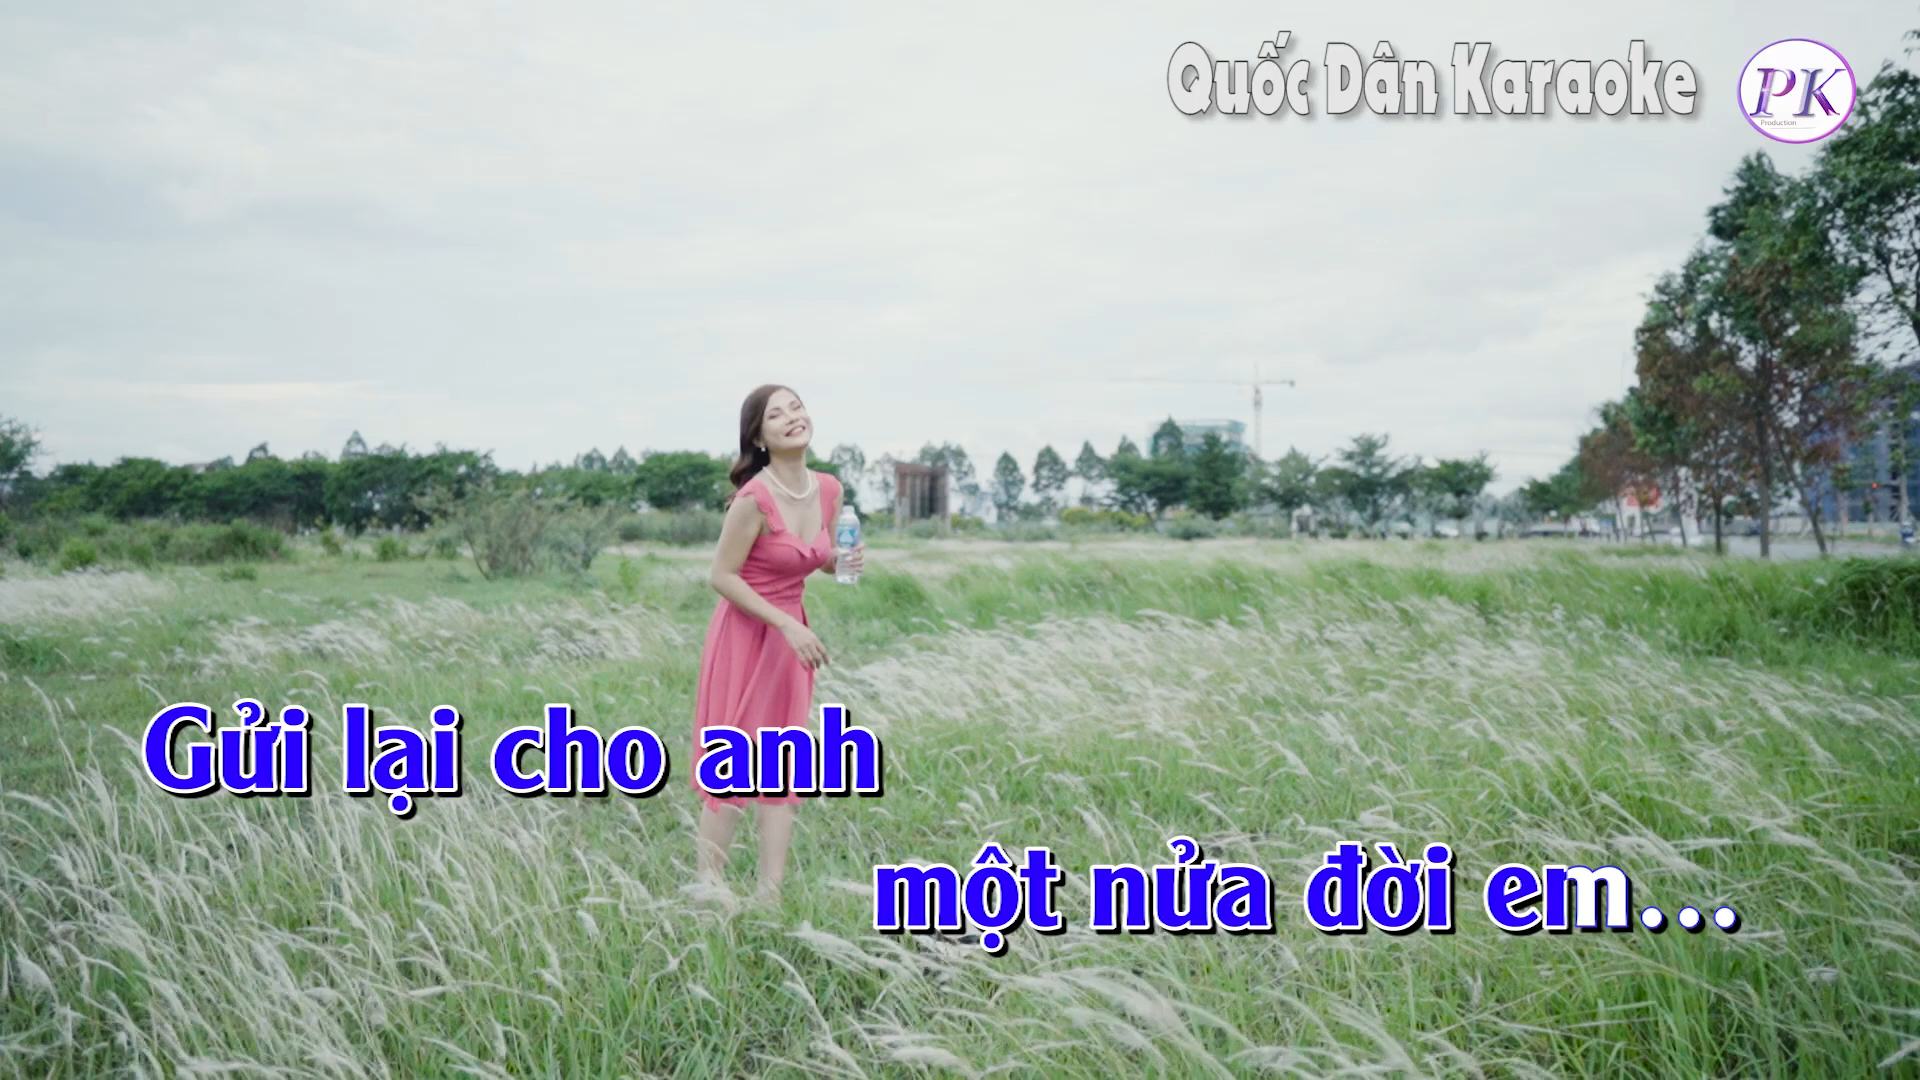 Quốc Dân Karaoke
PK
Production
Gửi lại cho anh
một nửa đời em...